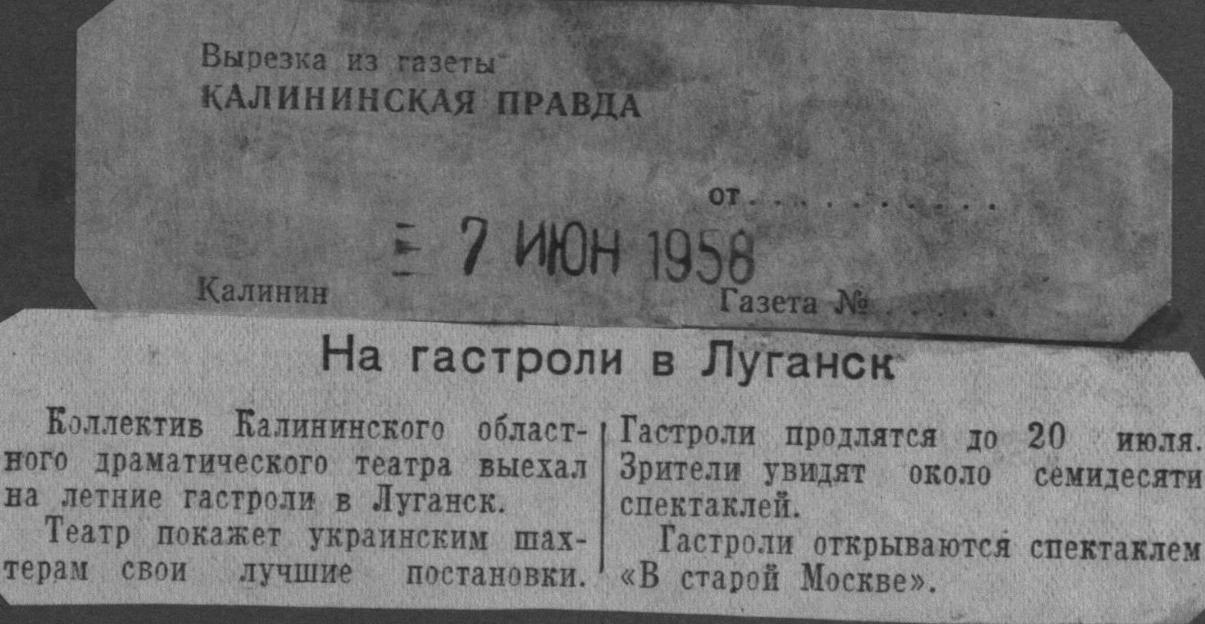 Вырезка из газеты
КАЛИНИНСКАЯ ПРАВДА
от...........
7 ИЮН 1958
Калинин
Газета №......
На гастроли в Луганск
Коллектив Калининского област-
ного драматического театра выехал
на летние гастроли в Луганск.
Театр покажет украинским шах-
терам свои лучшие постановки.
Гастроли продлятся до 20 июля.
Зрители увидят около семидесяти
спектаклей.
Гастроли открываются спектаклем
«В старой Москве».